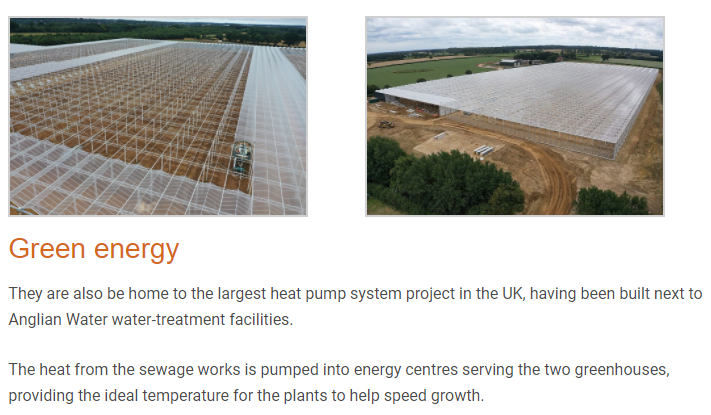 Green energy
They are also be home to the largest heat pump system project in the UK, having been built next to
Anglian Water water-treatment facilities.
The heat from the sewage works is pumped into energy centres serving the two greenhouses,
providing the ideal temperature for the plants to help speed growth.